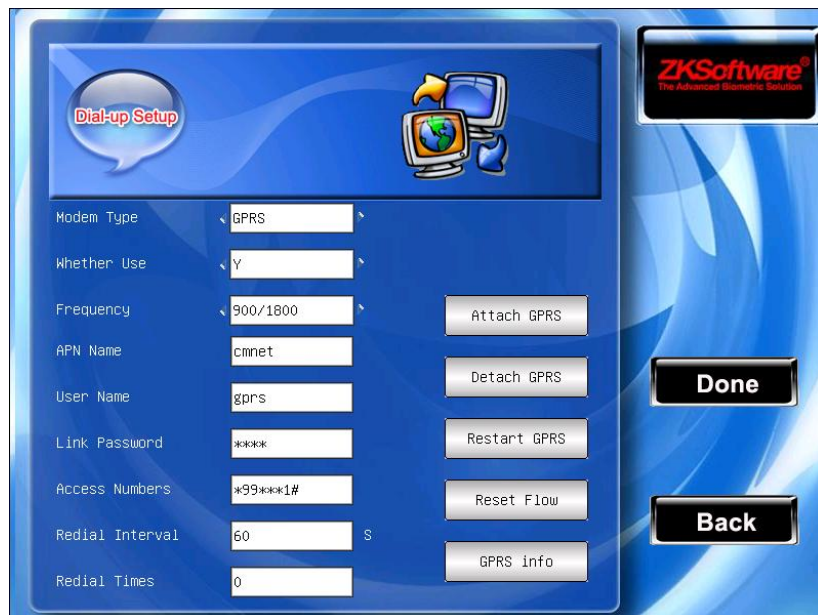 Dial-up Setup
ZKSoftware®
The Advanced Biometric Solution
Modem Type GPRS
Whether Use Y
Frequency 900/1800
APN Name cmnet
User Name gprs
Link Password ****
Access Numbers *99***1#
Redial Interval 60 S
Redial Times 0
Attach GPRS
Detach GPRS
Restart GPRS
Reset Flow
GPRS info
Done
Back